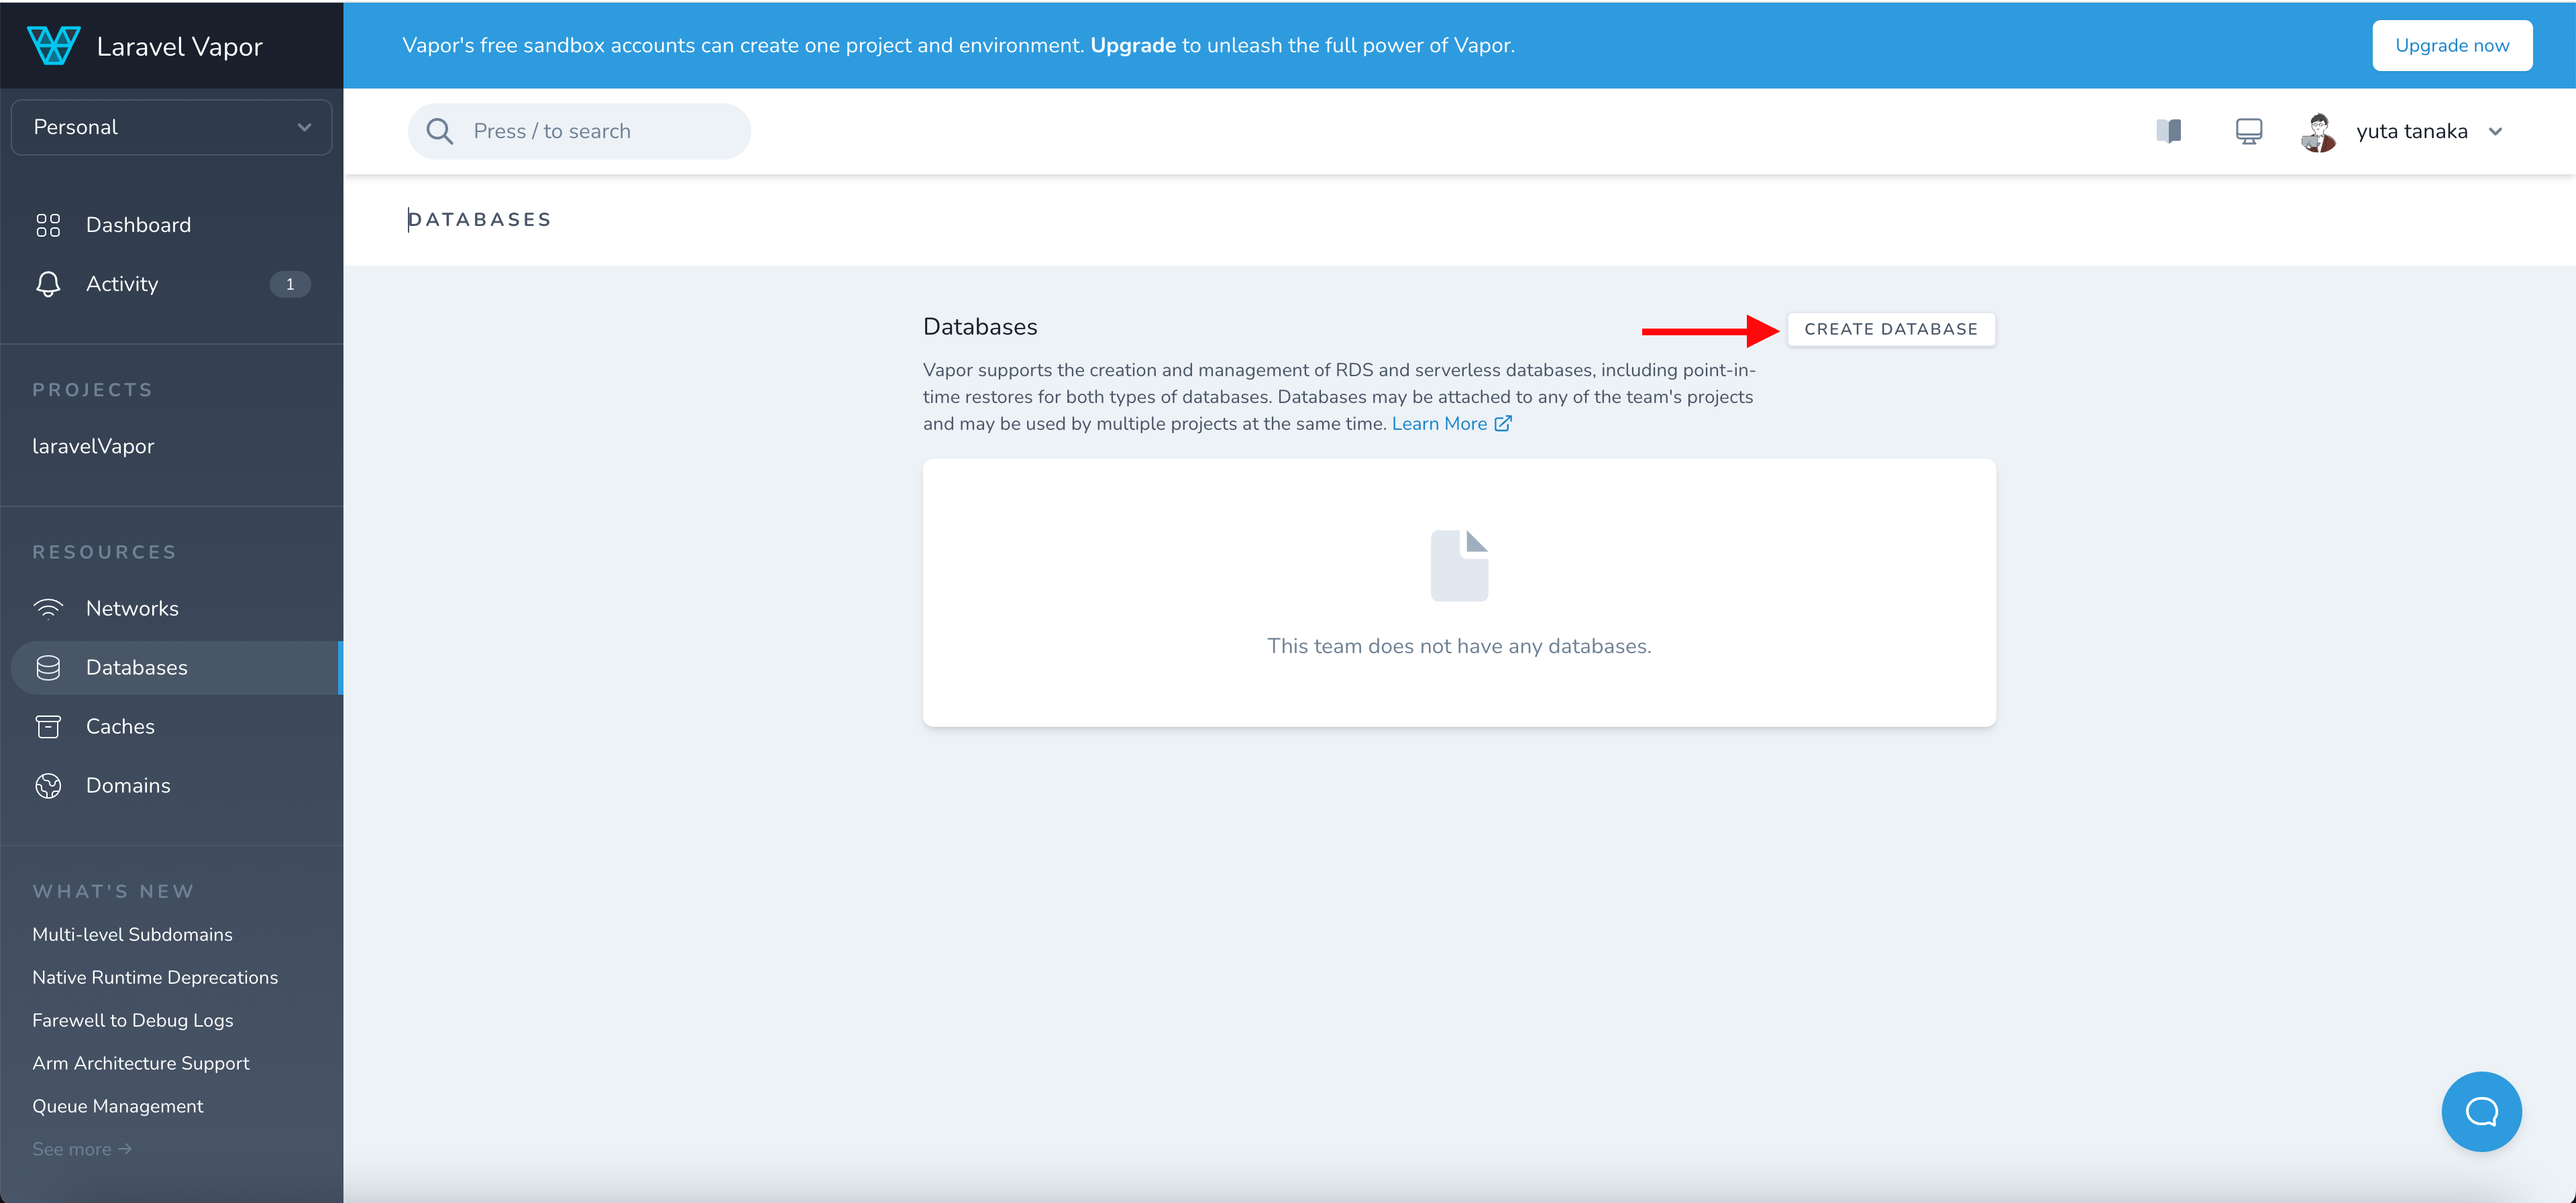 Laravel Vapor
Vapor's free sandbox accounts can create one project and environment. Upgrade to unleash the full power of Vapor.
Upgrade now
Personal
Press / to search
yuta tanaka
DATABASES
Dashboard
Activity
1
PROJECTS
laravelVapor
RESOURCES
Networks
Databases
Caches
Domains
WHAT'S NEW
Multi-level Subdomains
Native Runtime Deprecations
Farewell to Debug Logs
Arm Architecture Support
Queue Management
See more →
Databases
CREATE DATABASE
Vapor supports the creation and management of RDS and serverless databases, including point-in-
time restores for both types of databases. Databases may be attached to any of the team's projects
and may be used by multiple projects at the same time. Learn More
This team does not have any databases.